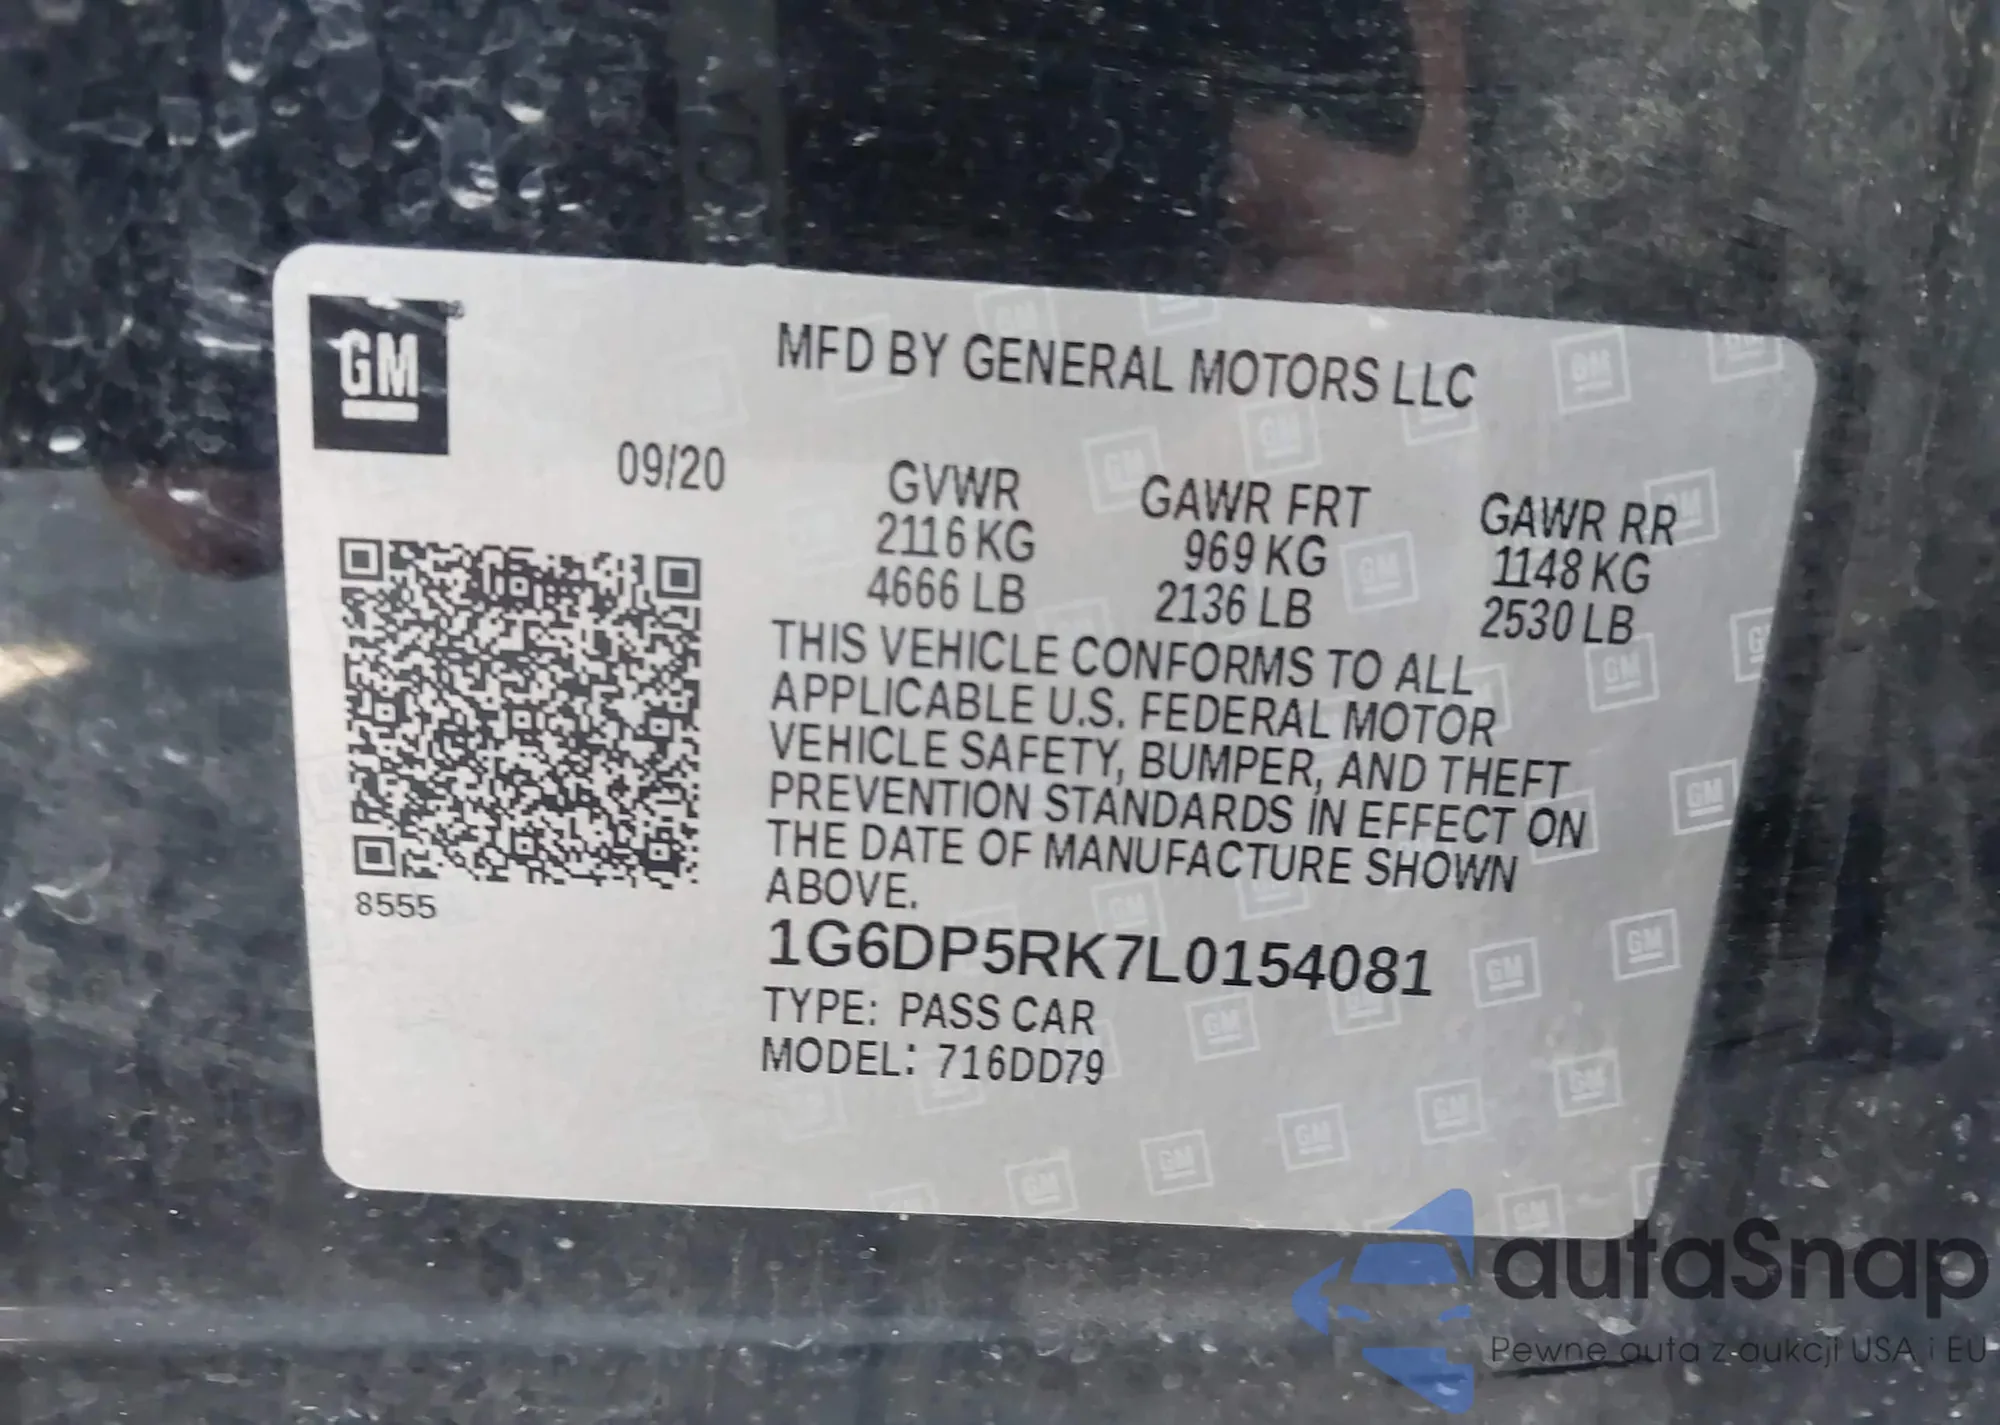 GM
MFD BY GENERAL MOTORS LLC
09/20
GVWR GAWR FRT GAWR RR
2116 KG 969 KG 1148 KG
4666 LB 2136 LB 2530 LB
THIS VEHICLE CONFORMS TO ALL
APPLICABLE U.S. FEDERAL MOTOR
VEHICLE SAFETY, BUMPER, AND THEFT
PREVENTION STANDARDS IN EFFECT ON
THE DATE OF MANUFACTURE SHOWN
ABOVE.
8555
1G6DP5RK7L0154081
TYPE: PASS CAR
MODEL: 716DD79
autaSnap
Pewne auta z aukcji USA i EU